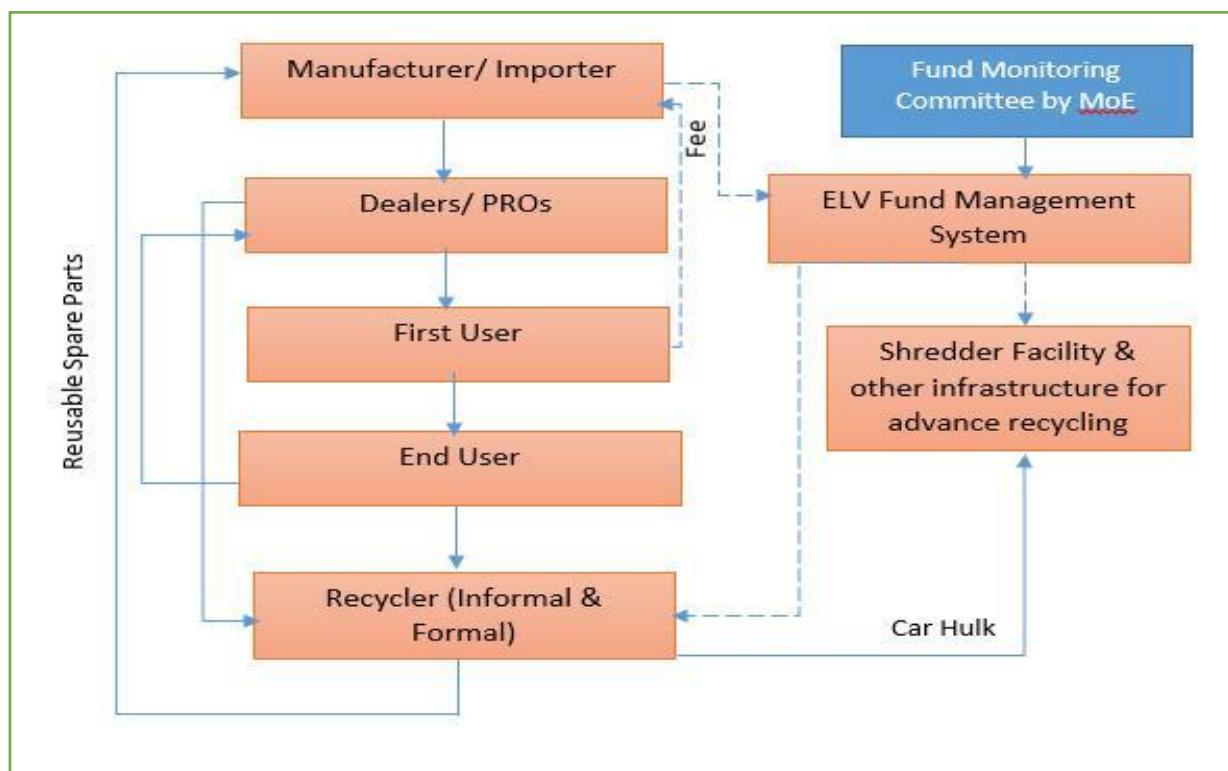 Manufacturer/ Importer
Fund Monitoring
Committee by MoE
Fee
Dealers/ PROs
ELV Fund Management
System
First User
Shredder Facility &
other infrastructure for
advance recycling
Reusable Spare Parts
End User
Recycler (Informal &
Formal)
Car Hulk